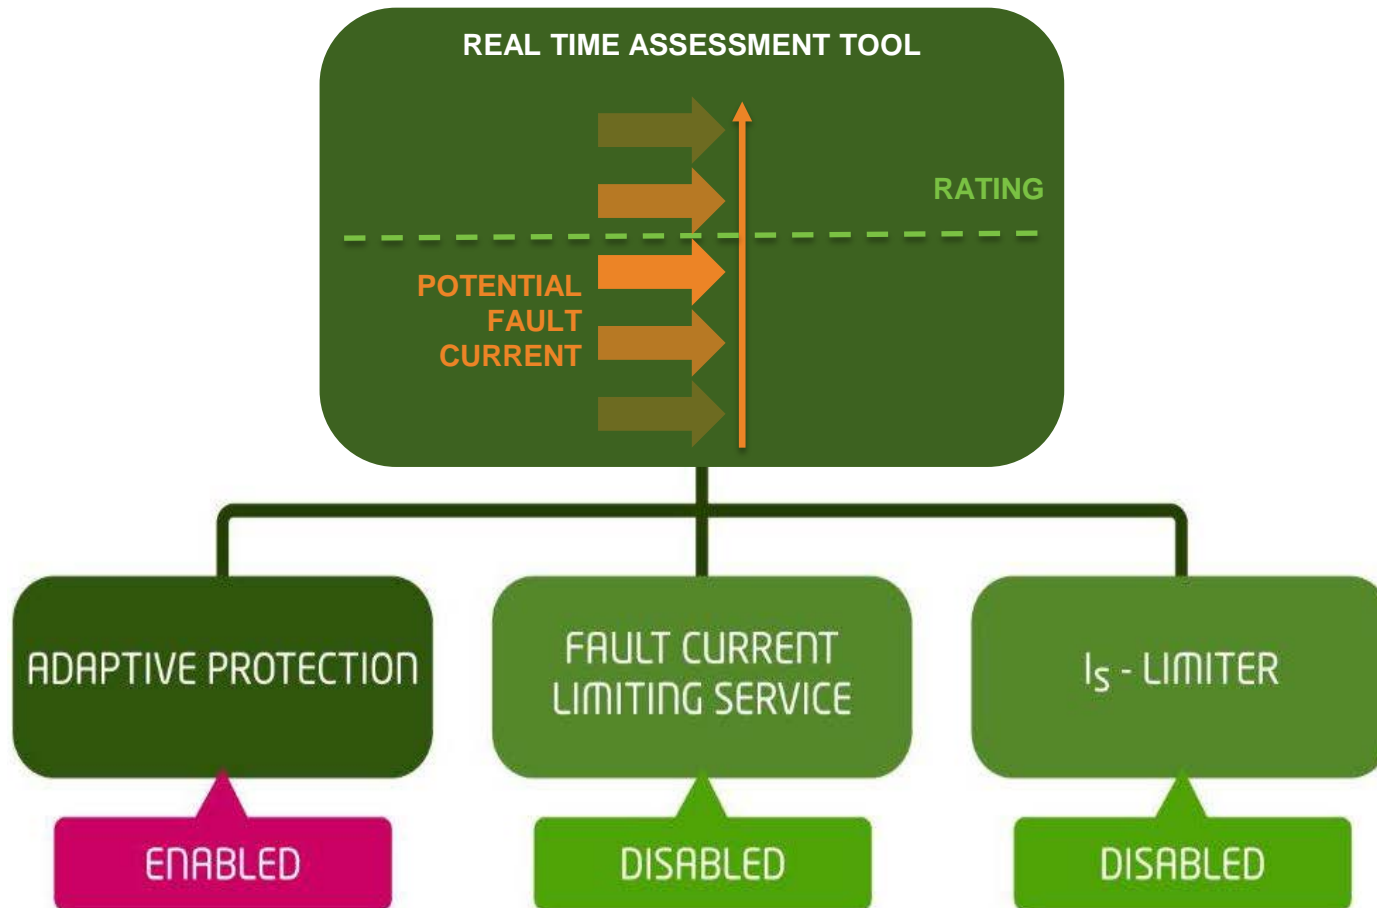 REAL TIME ASSESSMENT TOOL
RATING
POTENTIAL
FAULT
CURRENT
ADAPTIVE PROTECTION
FAULT CURRENT
LIMITING SERVICE
Is - LIMITER
ENABLED
DISABLED
DISABLED